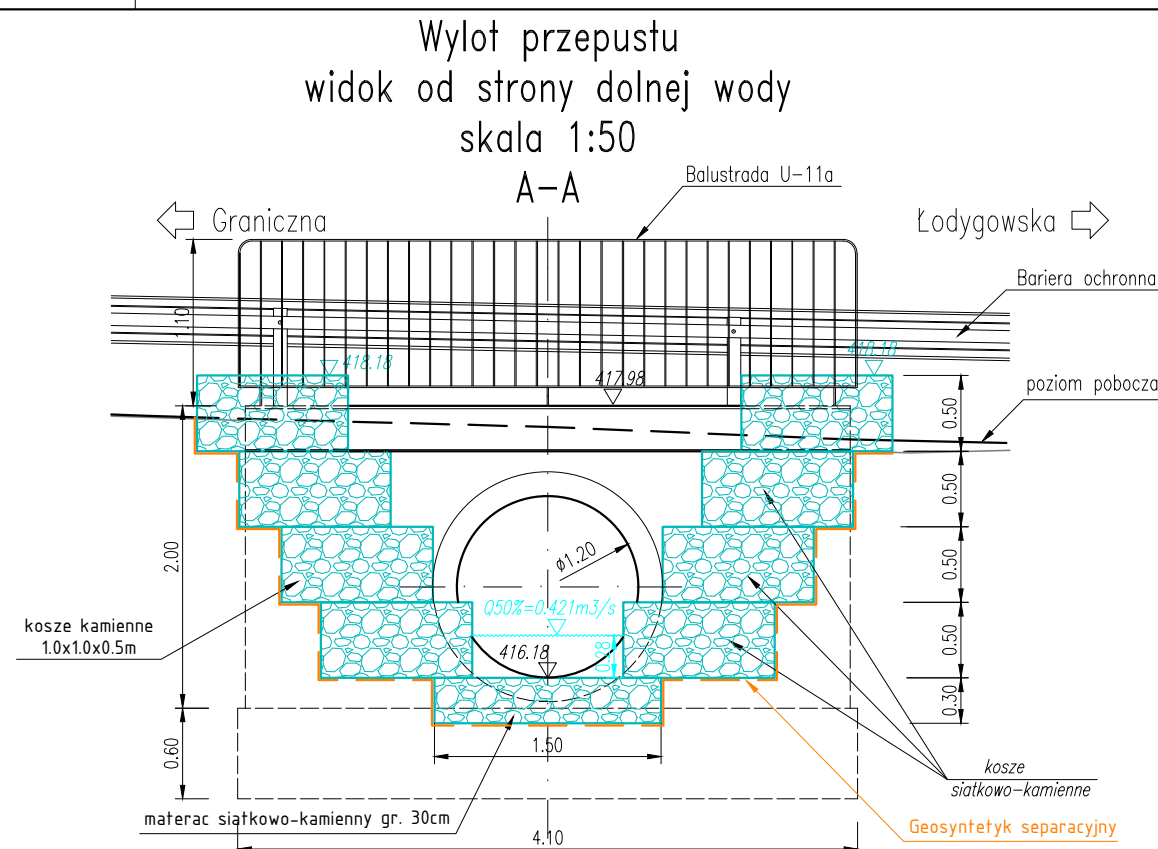 Wylot przepustu
widok od strony dolnej wody
skala 1:50
A-A
Balustrada U-11a
Graniczna
Łodygowska
Bariera ochronna
1.10
418.18
418.18
417.98
poziom pobocza
0.50
0.50
2.00
ø1.20
0.50
Q50%=0.421m3/s
kosze kamienne
1.0x1.0x0.5m
416.18
0.28
0.50
0.30
1.50
0.60
kosze
siatkowo-kamienne
materac siatkowo-kamienny gr. 30cm
Geosyntetyk separacyjny
4.10